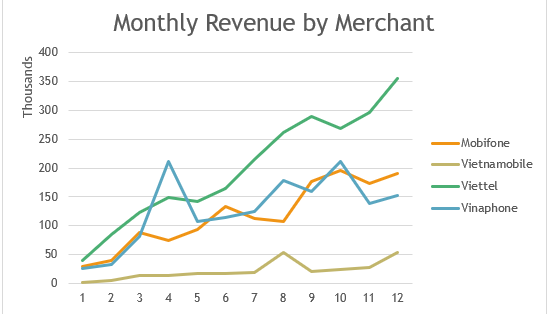 Monthly Revenue by Merchant
Thousands
400
350
300
250
200
150
100
50
0
1 2 3 4 5 6 7 8 9 10 11 12
Mobifone
Vietnamobile
Viettel
Vinaphone